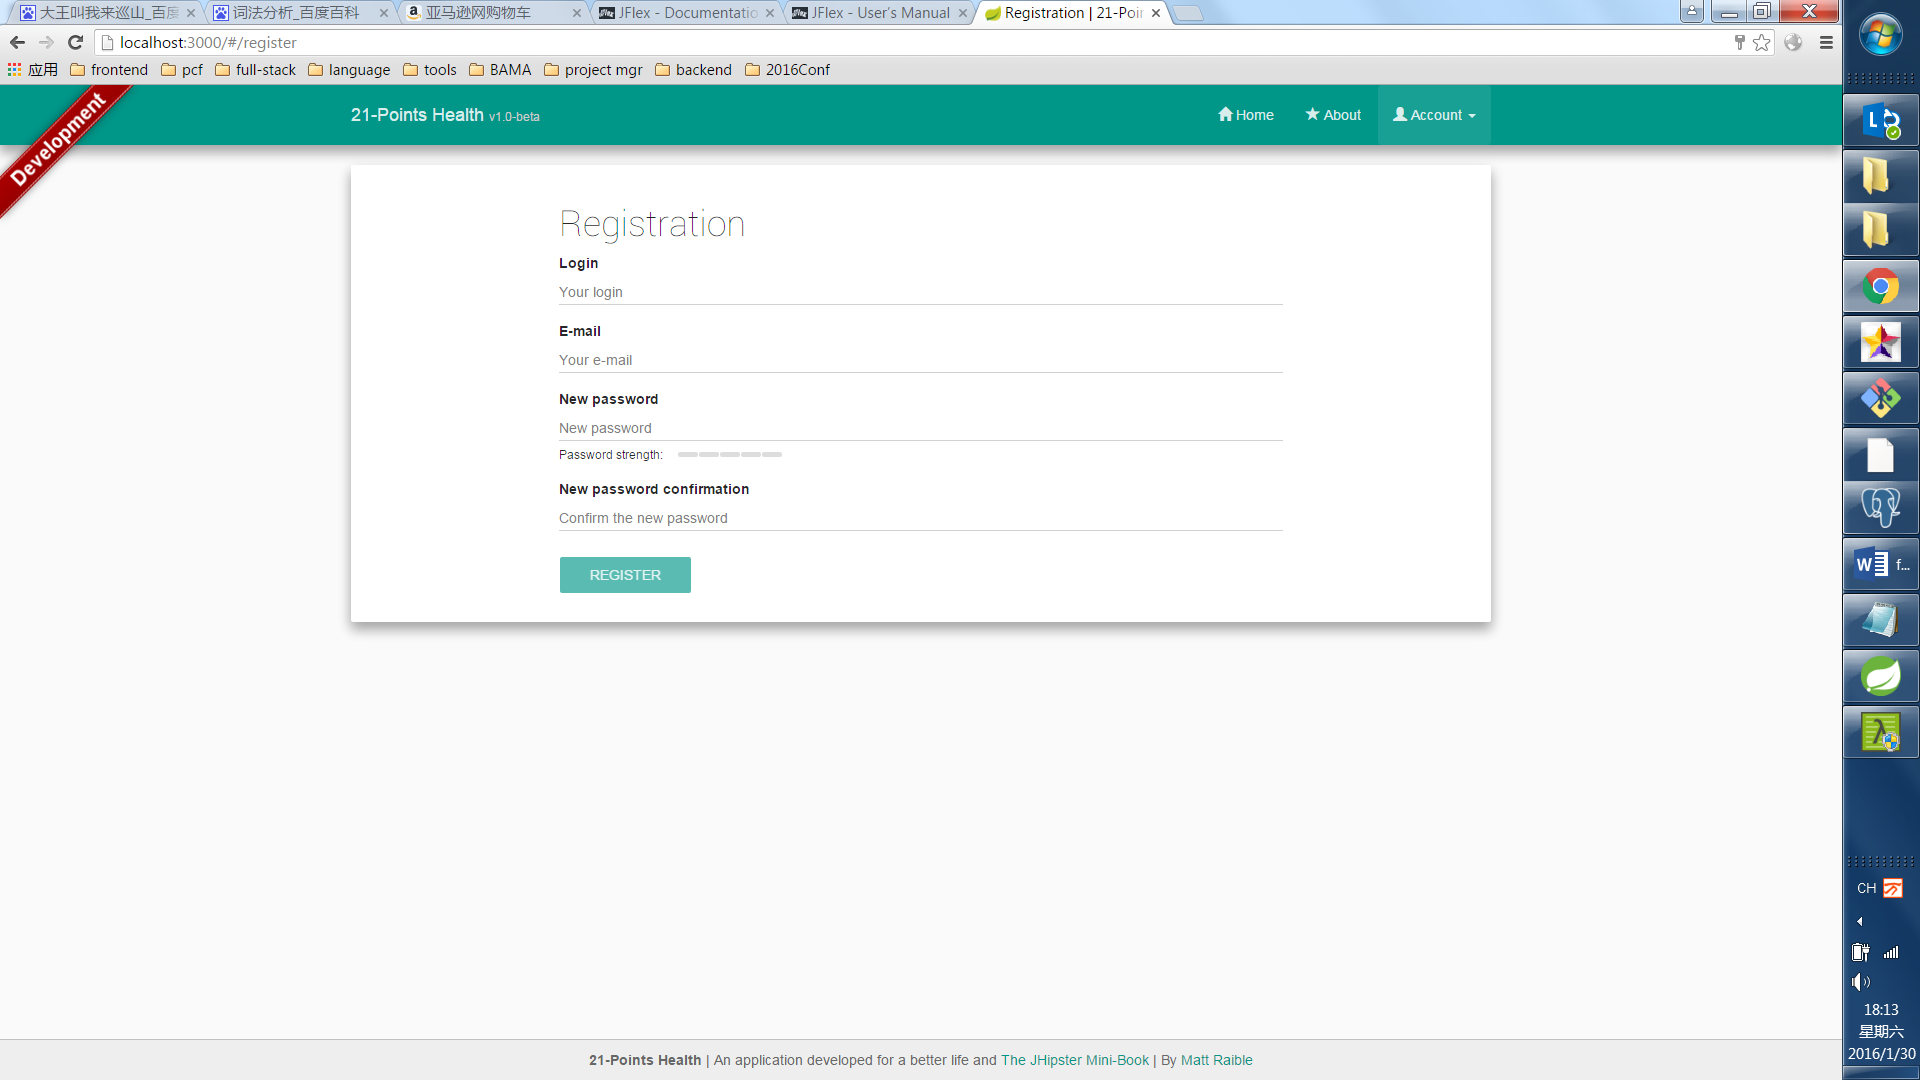 大王叫我来巡山_百度
词法分析_百度百科
亚马逊网购物车
JFlex - Documentatio
JFlex - User's Manual
Registration | 21-Poin
localhost:3000/#/register
应用
frontend
pcf
full-stack
language
tools
BAMA
project mgr
backend
2016Conf
Development
21-Points Health v1.0-beta
Home
About
Account
Registration
Login
Your login
E-mail
Your e-mail
New password
New password
Password strength:
New password confirmation
Confirm the new password
REGISTER
21-Points Health | An application developed for a better life and The JHipster Mini-Book | By Matt Raible
f...
CH
18:13
星期六
2016/1/30